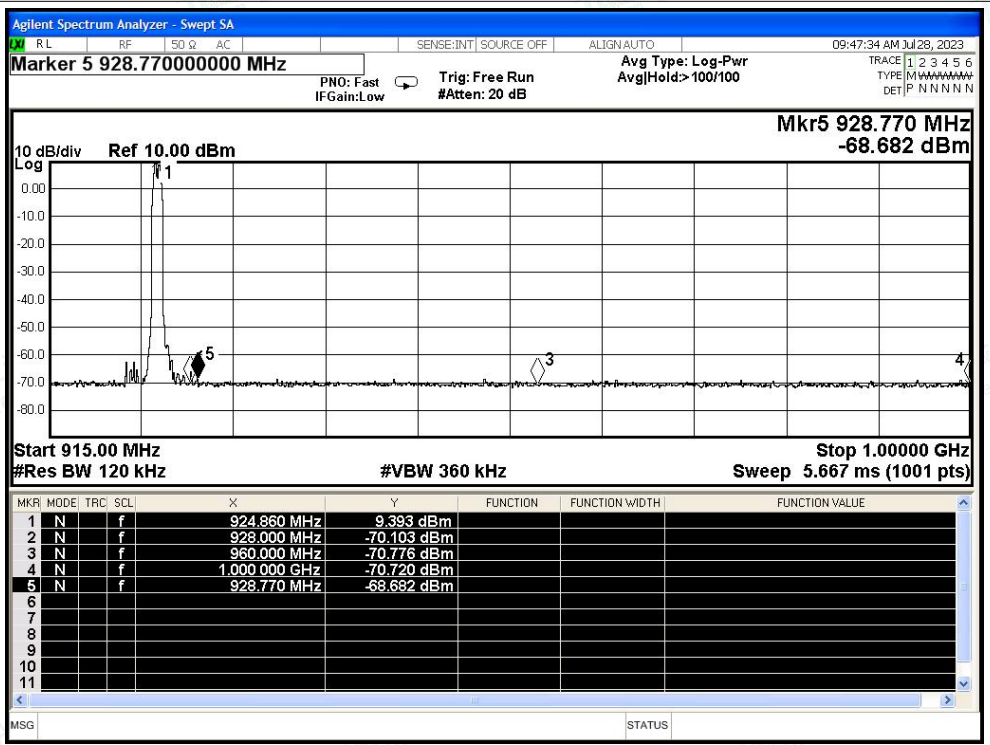 Agilent Spectrum Analyzer - Swept SA
LXI RL RF 50 Ω AC SENSE:INT SOURCE OFF ALIGN AUTO 09:47:34 AM Jul 28, 2023
Marker 5 928.770000000 MHz
PNO: Fast
IFGain:Low
Trig: Free Run
#Atten: 20 dB
Avg Type: Log-Pwr
Avg|Hold:>100/100
TRACE 1 2 3 4 5 6
TYPE M WWWWW
DET P N N N N N
Mkr5 928.770 MHz
-68.682 dBm
10 dB/div Ref 10.00 dBm
Log
1
0.00
-10.0
-20.0
-30.0
-40.0
-50.0
-60.0
5 3 4
-70.0
-80.0
Start 915.00 MHz Stop 1.00000 GHz
#Res BW 120 kHz #VBW 360 kHz Sweep 5.667 ms (1001 pts)
MKR MODE TRC SCL X Y FUNCTION FUNCTION WIDTH FUNCTION VALUE
1 N f 924.860 MHz 9.393 dBm
2 N f 928.000 MHz -70.103 dBm
3 N f 960.000 MHz -70.776 dBm
4 N f 1.000 000 GHz -70.720 dBm
5 N f 928.770 MHz -68.682 dBm
6
7
8
9
10
11
MSG STATUS